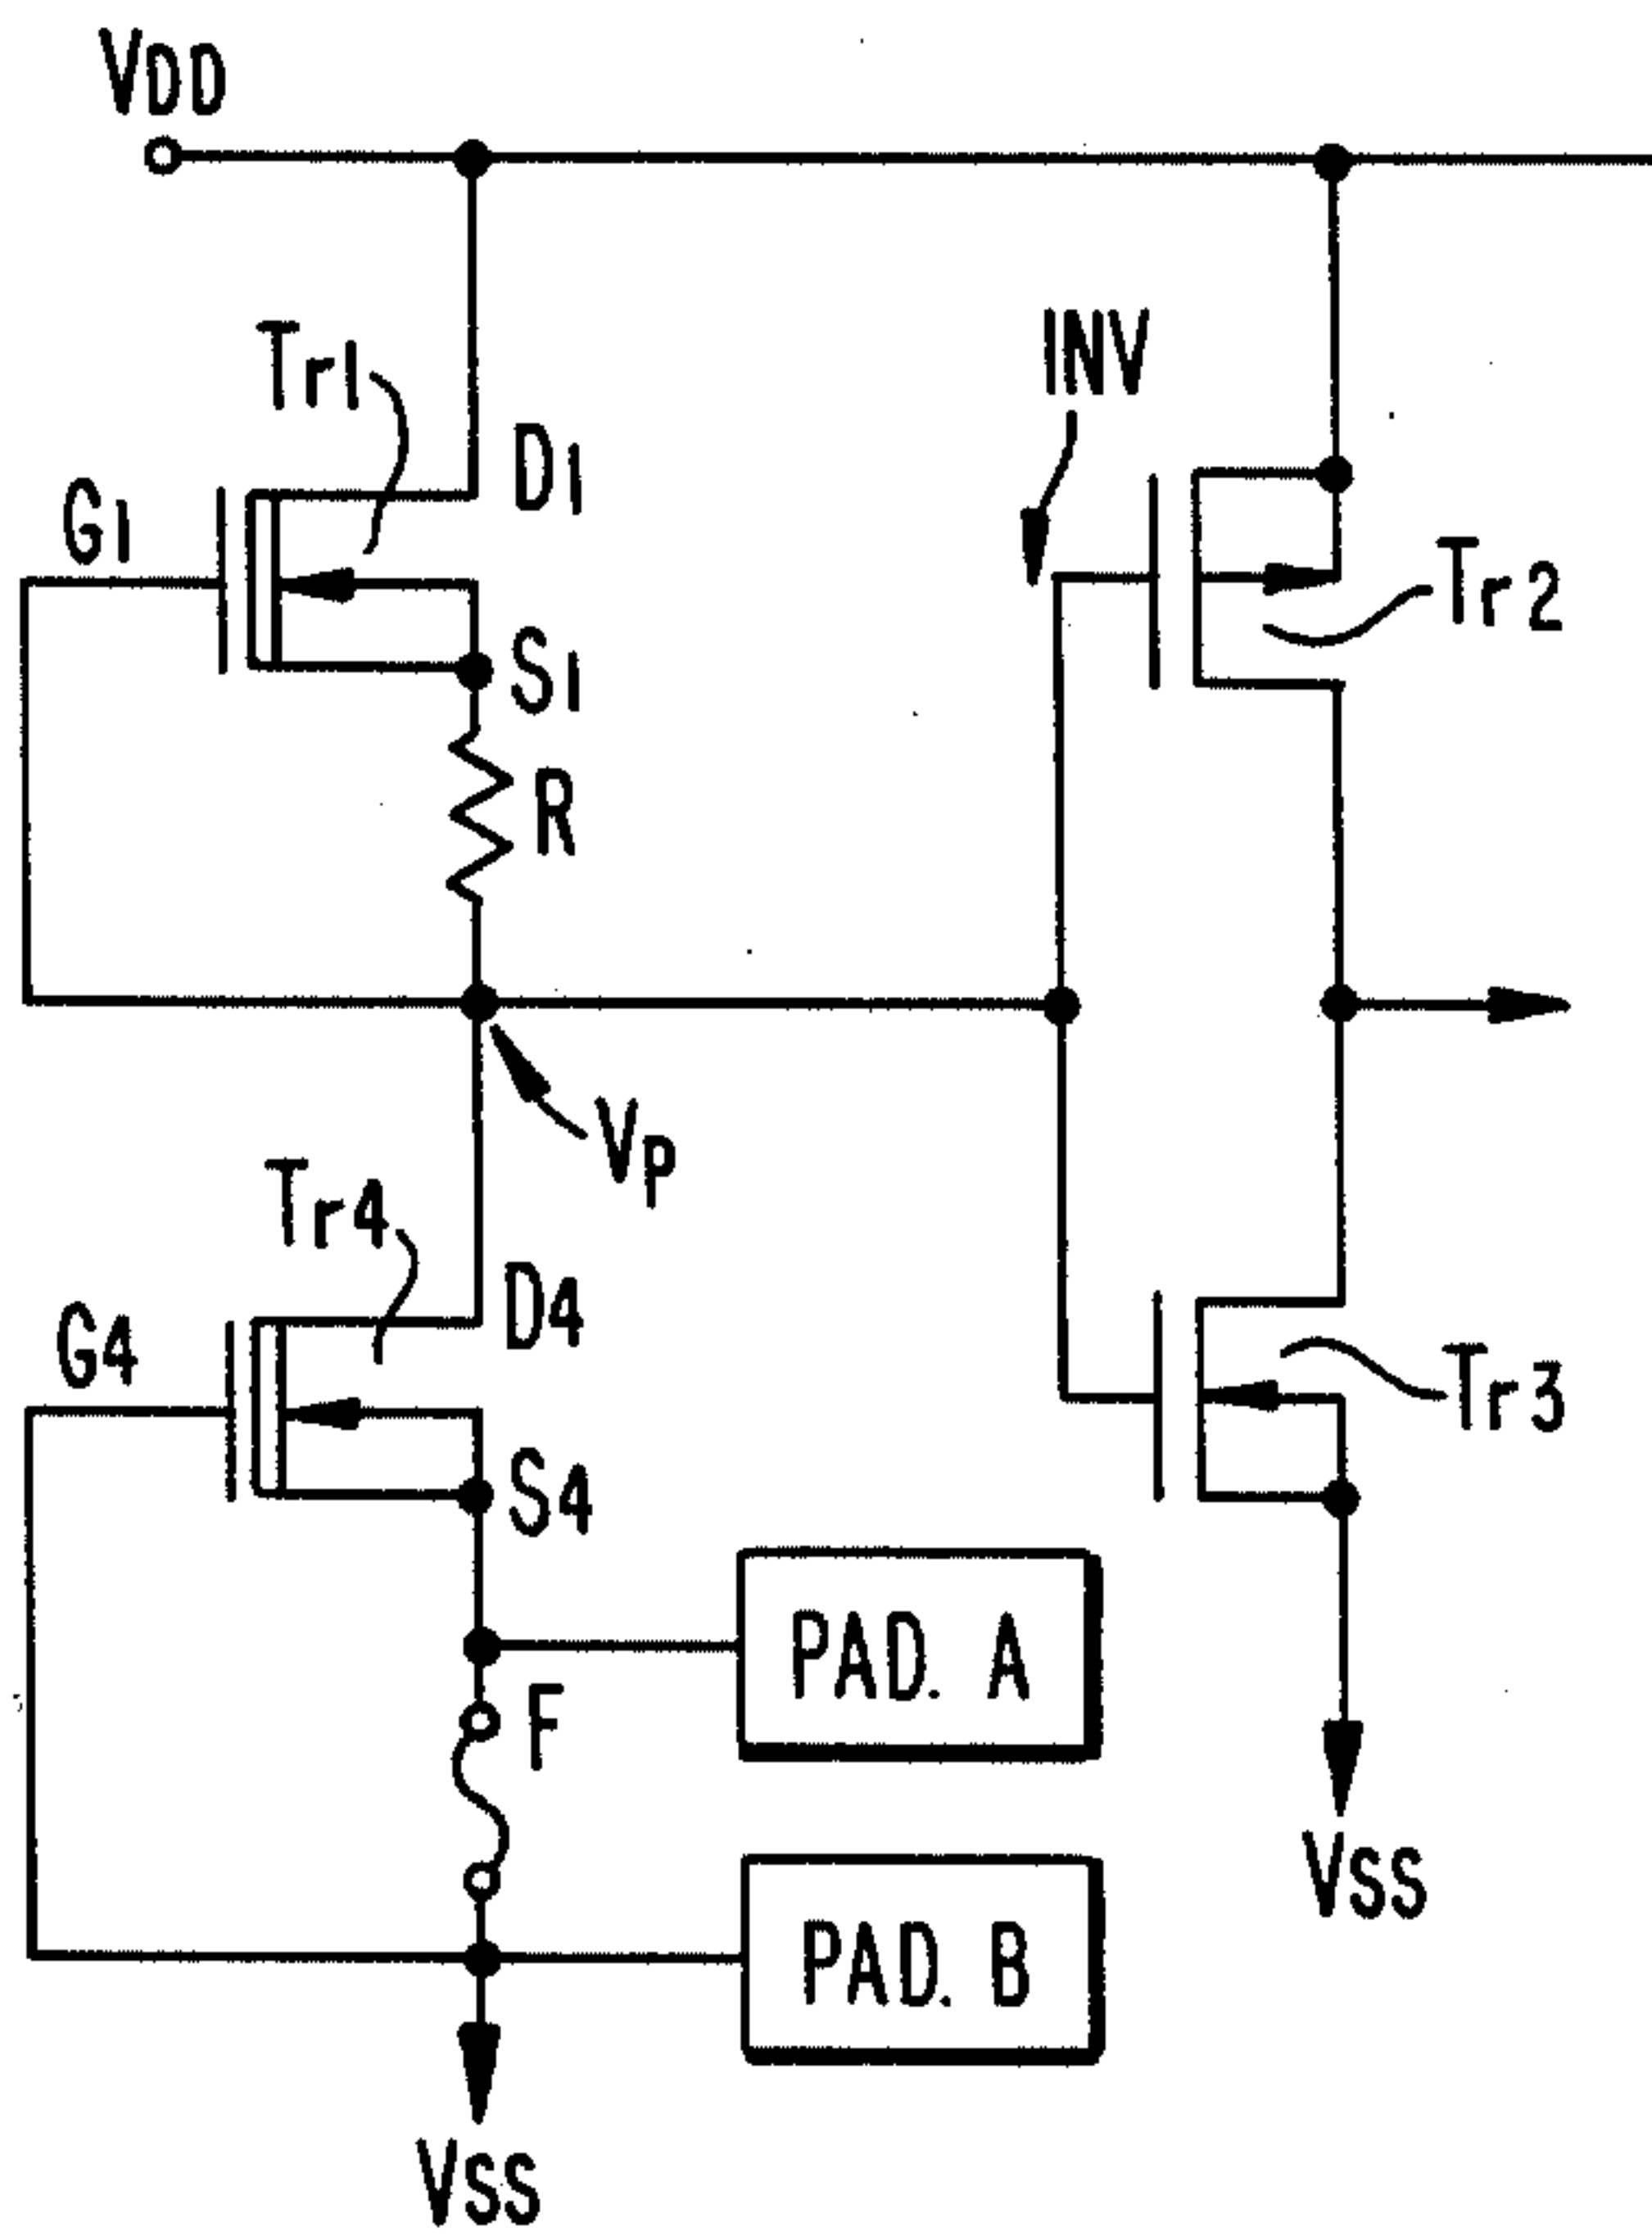 VDD
Tr1
INV
D1
G1
Tr2
S1
R
Vp
Tr4
D4
G4
Tr3
S4
PAD. A
F
VSS
PAD. B
VSS